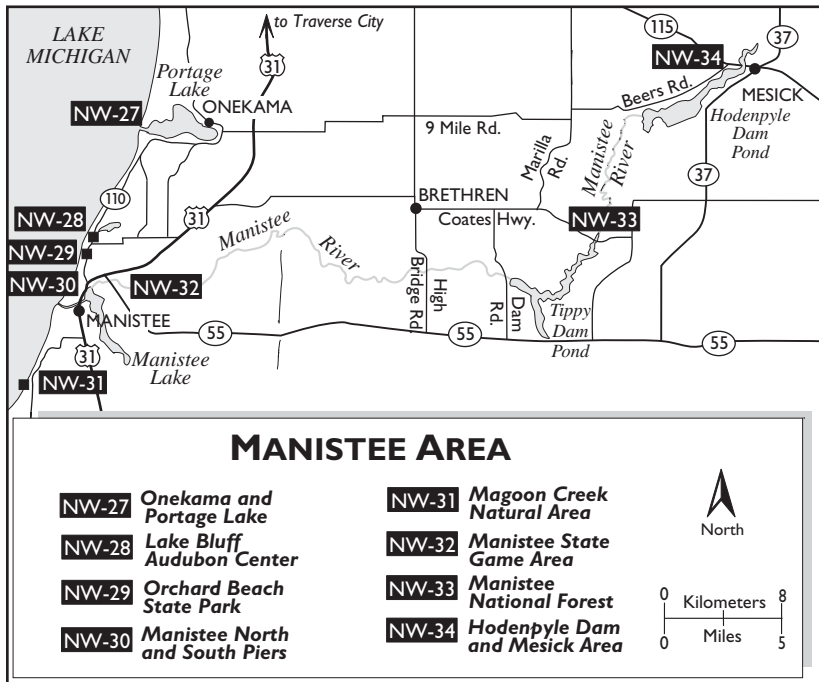 LAKE
MICHIGAN
to Traverse City
31
115
37
NW-34
Portage
Lake
ONEKAMA
NW-27
Beers Rd.
MESICK
Hodenpyle
Dam
Pond
9 Mile Rd.
Marilla
Rd.
Manistee
River
37
110
31
BRETHREN
Coates Hwy.
NW-33
NW-28
NW-29
NW-30
Manistee
River
NW-32
High
Bridge Rd.
Dam
Rd.
Tippy
Dam
Pond
MANISTEE
55
55
55
31
Manistee
Lake
NW-31
MANISTEE AREA
NW-27 Onekama and
Portage Lake
NW-28 Lake Bluff
Audubon Center
NW-29 Orchard Beach
State Park
NW-30 Manistee North
and South Piers
NW-31 Magoon Creek
Natural Area
NW-32 Manistee State
Game Area
NW-33 Manistee
National Forest
NW-34 Hodenpyle Dam
and Mesick Area
North
0 8
Kilometers
Miles
0 5